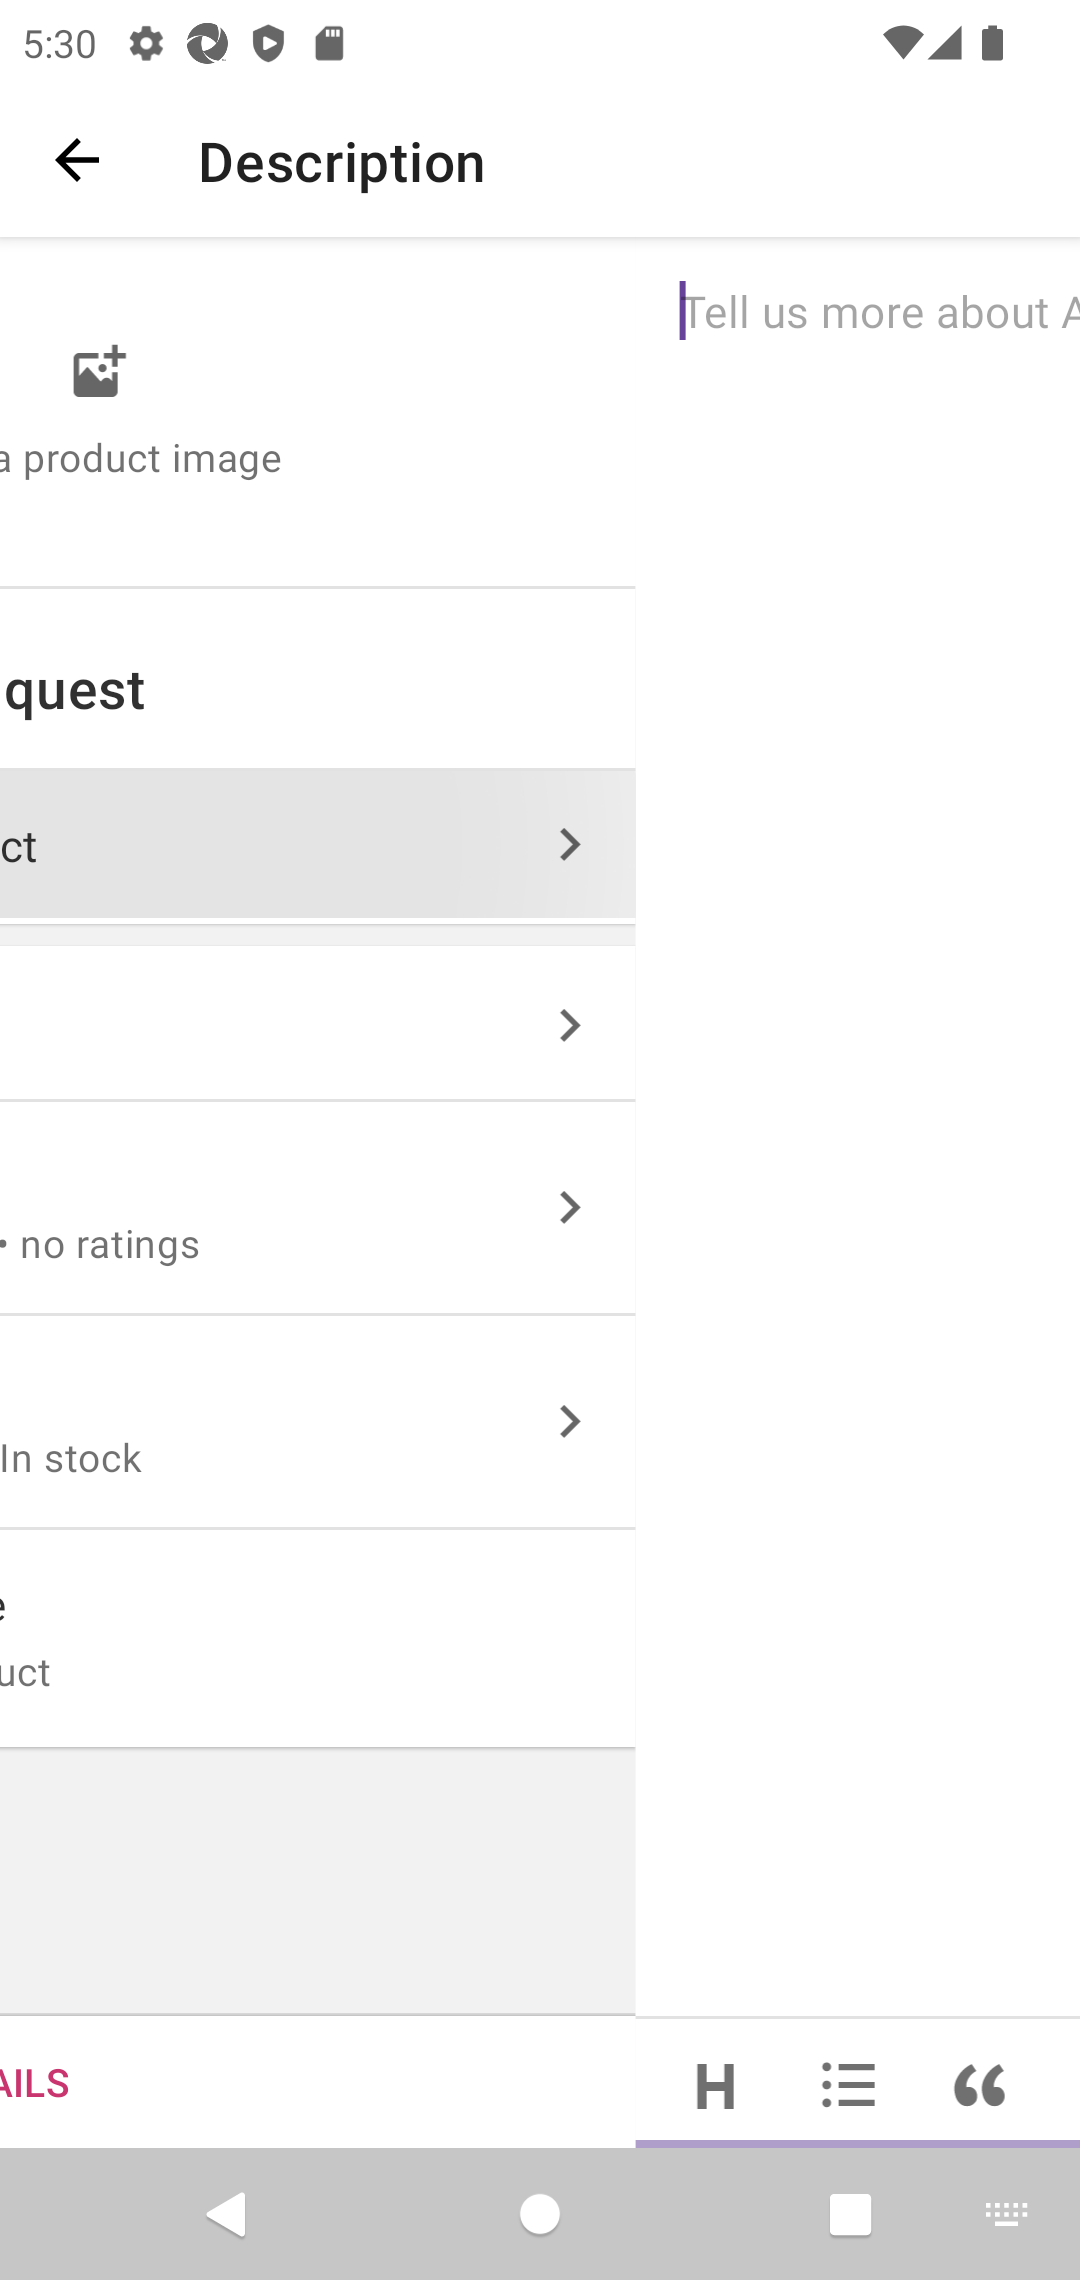 5:30
Description
Tell us more about A
a product image
quest
ct
• no ratings
In stock
e
uct
AILS
H